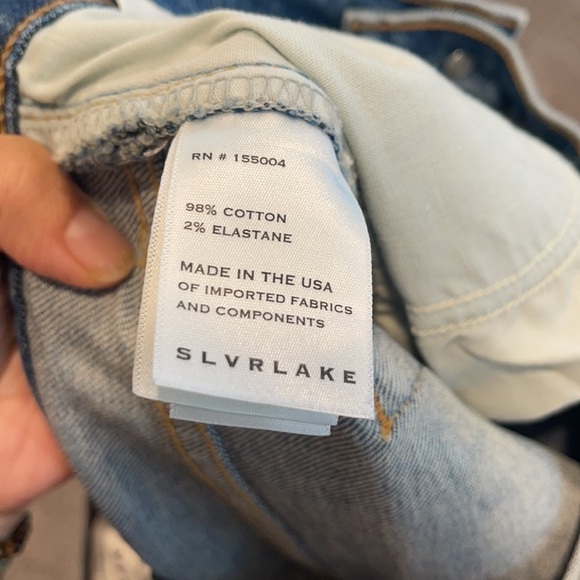 RN # 155004
98% COTTON
2% ELASTANE
MADE IN THE USA
OF IMPORTED FABRICS
AND COMPONENTS
SLVRLAKE